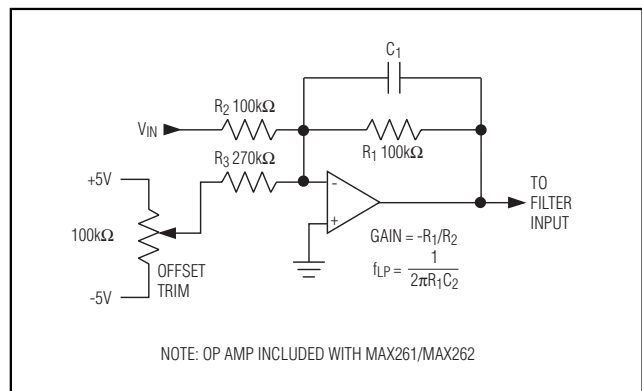 C1
R2 100kΩ
VIN
R1 100kΩ
R3 270kΩ
+5V
-
+
TO
FILTER
INPUT
100kΩ
GAIN = -R1/R2
fLP = 1
2πR1C2
OFFSET
TRIM
-5V
NOTE: OP AMP INCLUDED WITH MAX261/MAX262